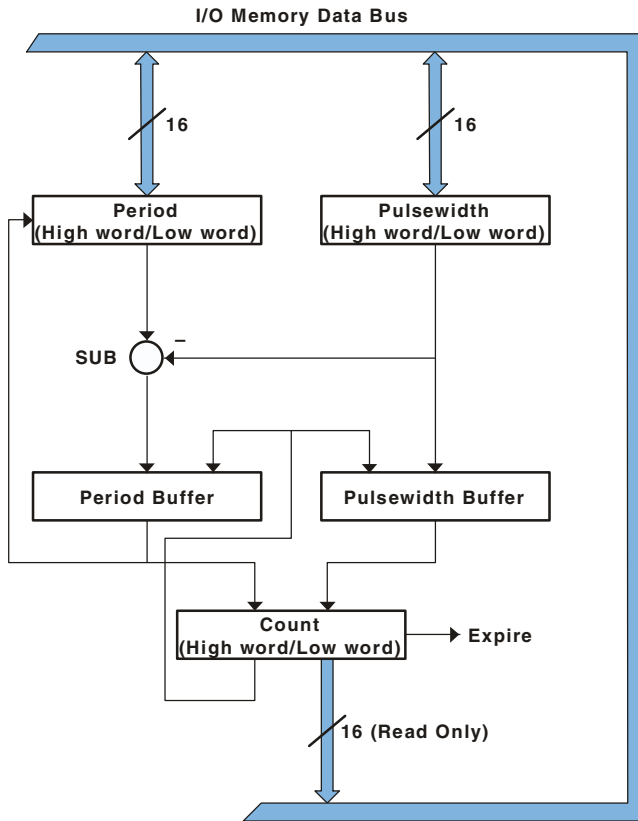 I/O Memory Data Bus
16
16
Period
(High word/Low word)
Pulsewidth
(High word/Low word)
SUB
–
Period Buffer
Pulsewidth Buffer
Count
(High word/Low word)
Expire
16 (Read Only)